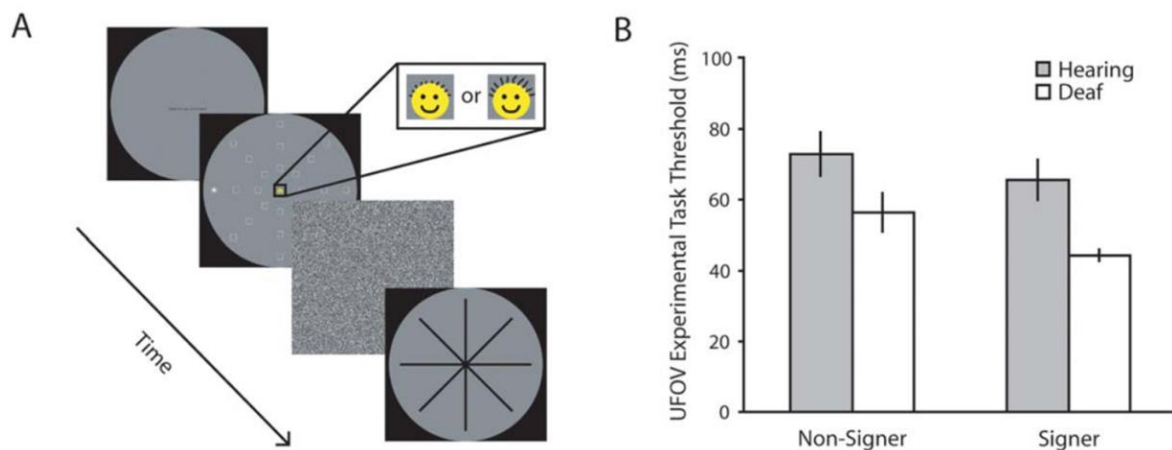 A
or
Time
B
UFOV Experimental Task Threshold (ms)
100
80
60
40
20
0
Hearing
Deaf
Non-Signer
Signer